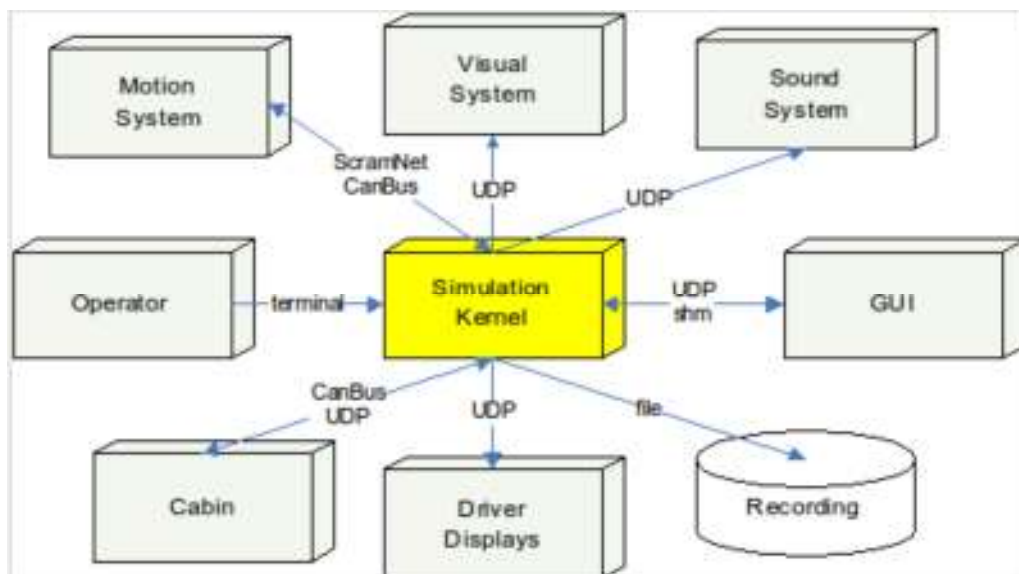 Motion
System
Visual
System
Sound
System
ScramNet
CanBus
UDP
UDP
Operator
terminal
Simulation
Kernel
UDP
shm
GUI
CanBus
UDP
UDP
file
Cabin
Driver
Displays
Recording